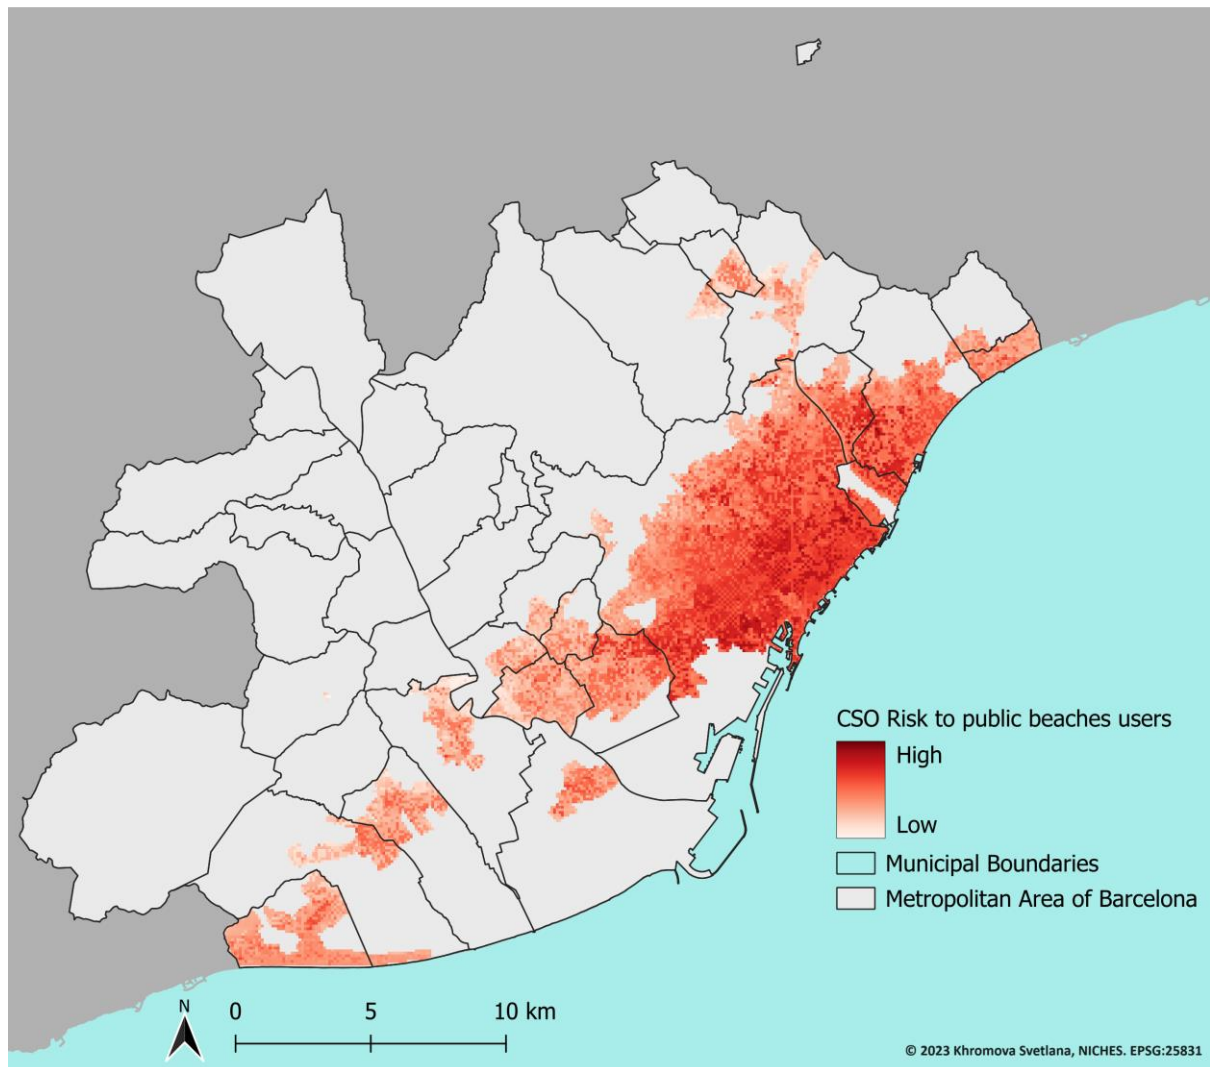 CSO Risk to public beaches users
High
Low
Municipal Boundaries
Metropolitan Area of Barcelona
N
0 5 10 km
© 2023 Khromova Svetlana, NICHES. EPSG:25831